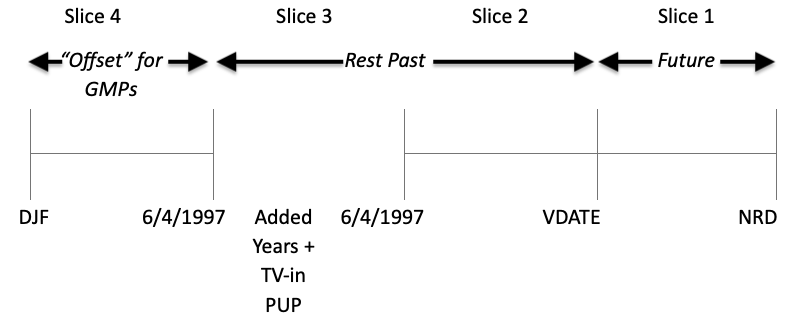 Slice 4 Slice 3 Slice 2 Slice 1
“Offset” for Rest Past Future
GMPs
DJF 6/4/1997 Added 6/4/1997 VDATE NRD
Years +
TV-in
PUP